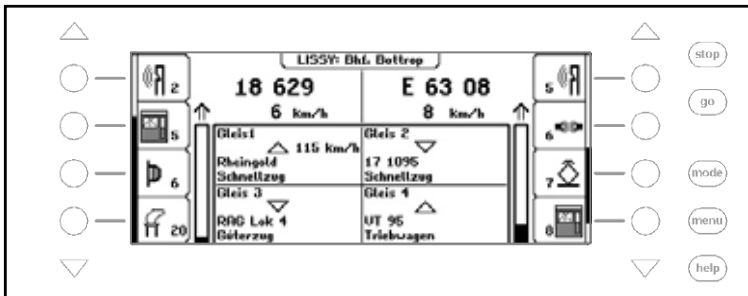 LISSY: Bhf. Bottrop
18 629
E 63 08
6 km/h
8 km/h
2
5
6
20
Gleis1
115 km/h
Rheingold
Schnellzug
Gleis 2
17 1095
Schnellzug
Gleis 3
RAG Lok 4
Güterzug
Gleis 4
VT 95
Triebwagen
5
6
7
8
stop
go
mode
menu
help